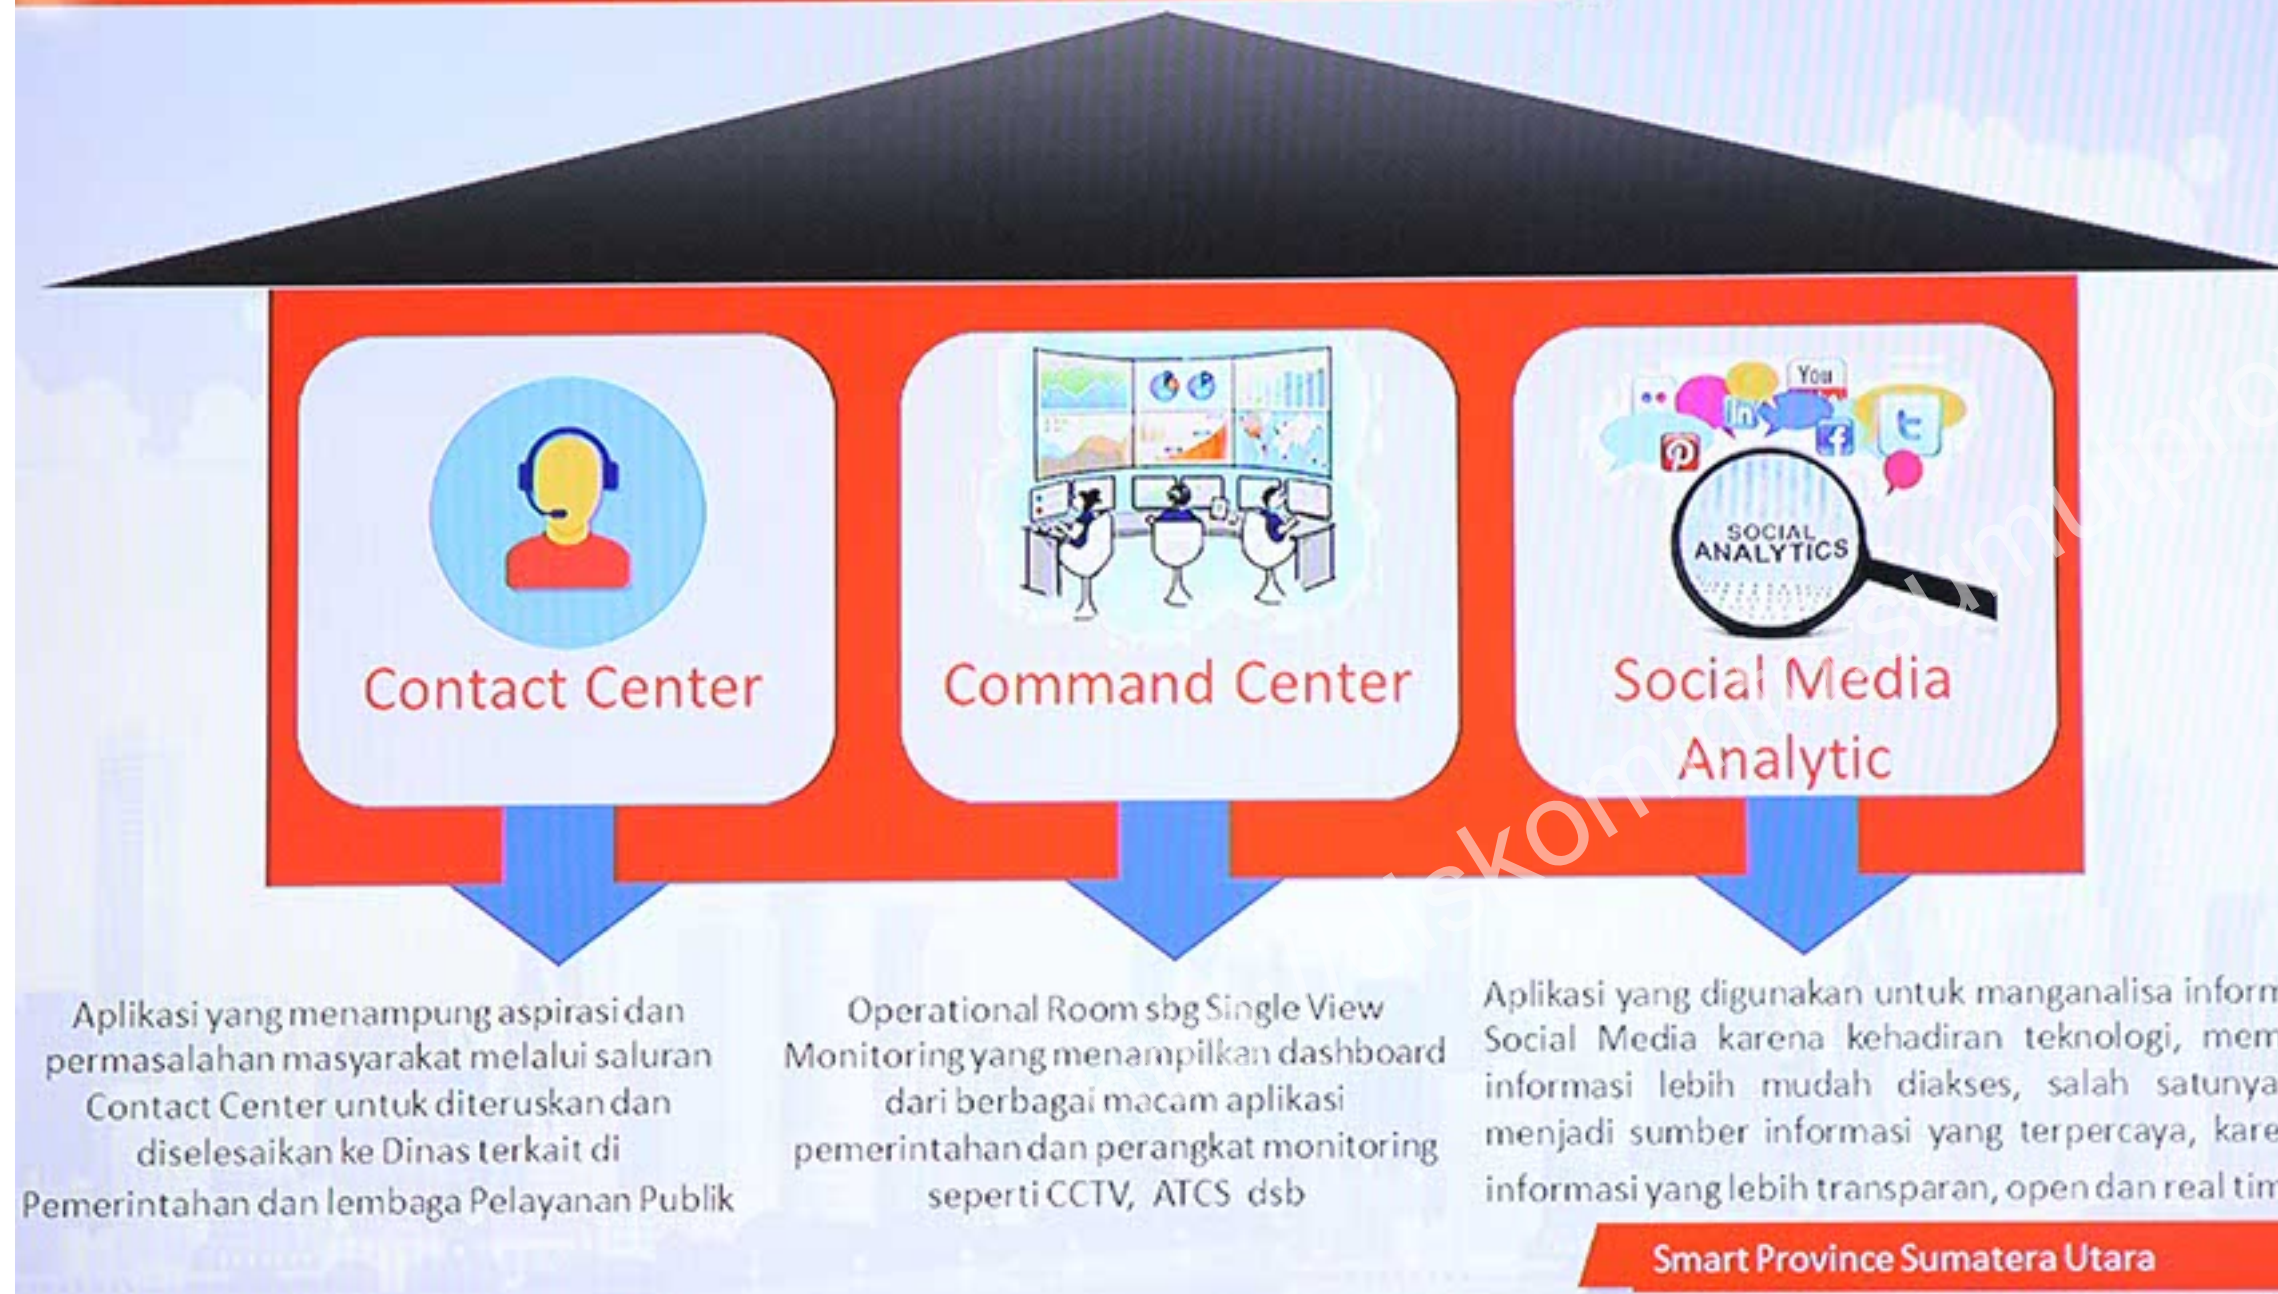 You
in
f
t
SOCIAL
ANALYTICS
Contact Center
Command Center
Social Media
Analytic
Aplikasi yang menampung aspirasi dan
permasalahan masyarakat melalui saluran
Contact Center untuk diteruskan dan
diselesaikan ke Dinas terkait di
Pemerintahan dan lembaga Pelayanan Publik
Operational Room sbg Single View
Monitoring yang menampilkan dashboard
dari berbagai macam aplikasi
pemerintahan dan perangkat monitoring
seperti CCTV, ATCS dsb
Aplikasi yang digunakan untuk manganalisa inform
Social Media karena kehadiran teknologi, mem
informasi lebih mudah diakses, salah satunya
menjadi sumber informasi yang terpercaya, kare
informasi yang lebih transparan, open dan real tim
Smart Province Sumatera Utara